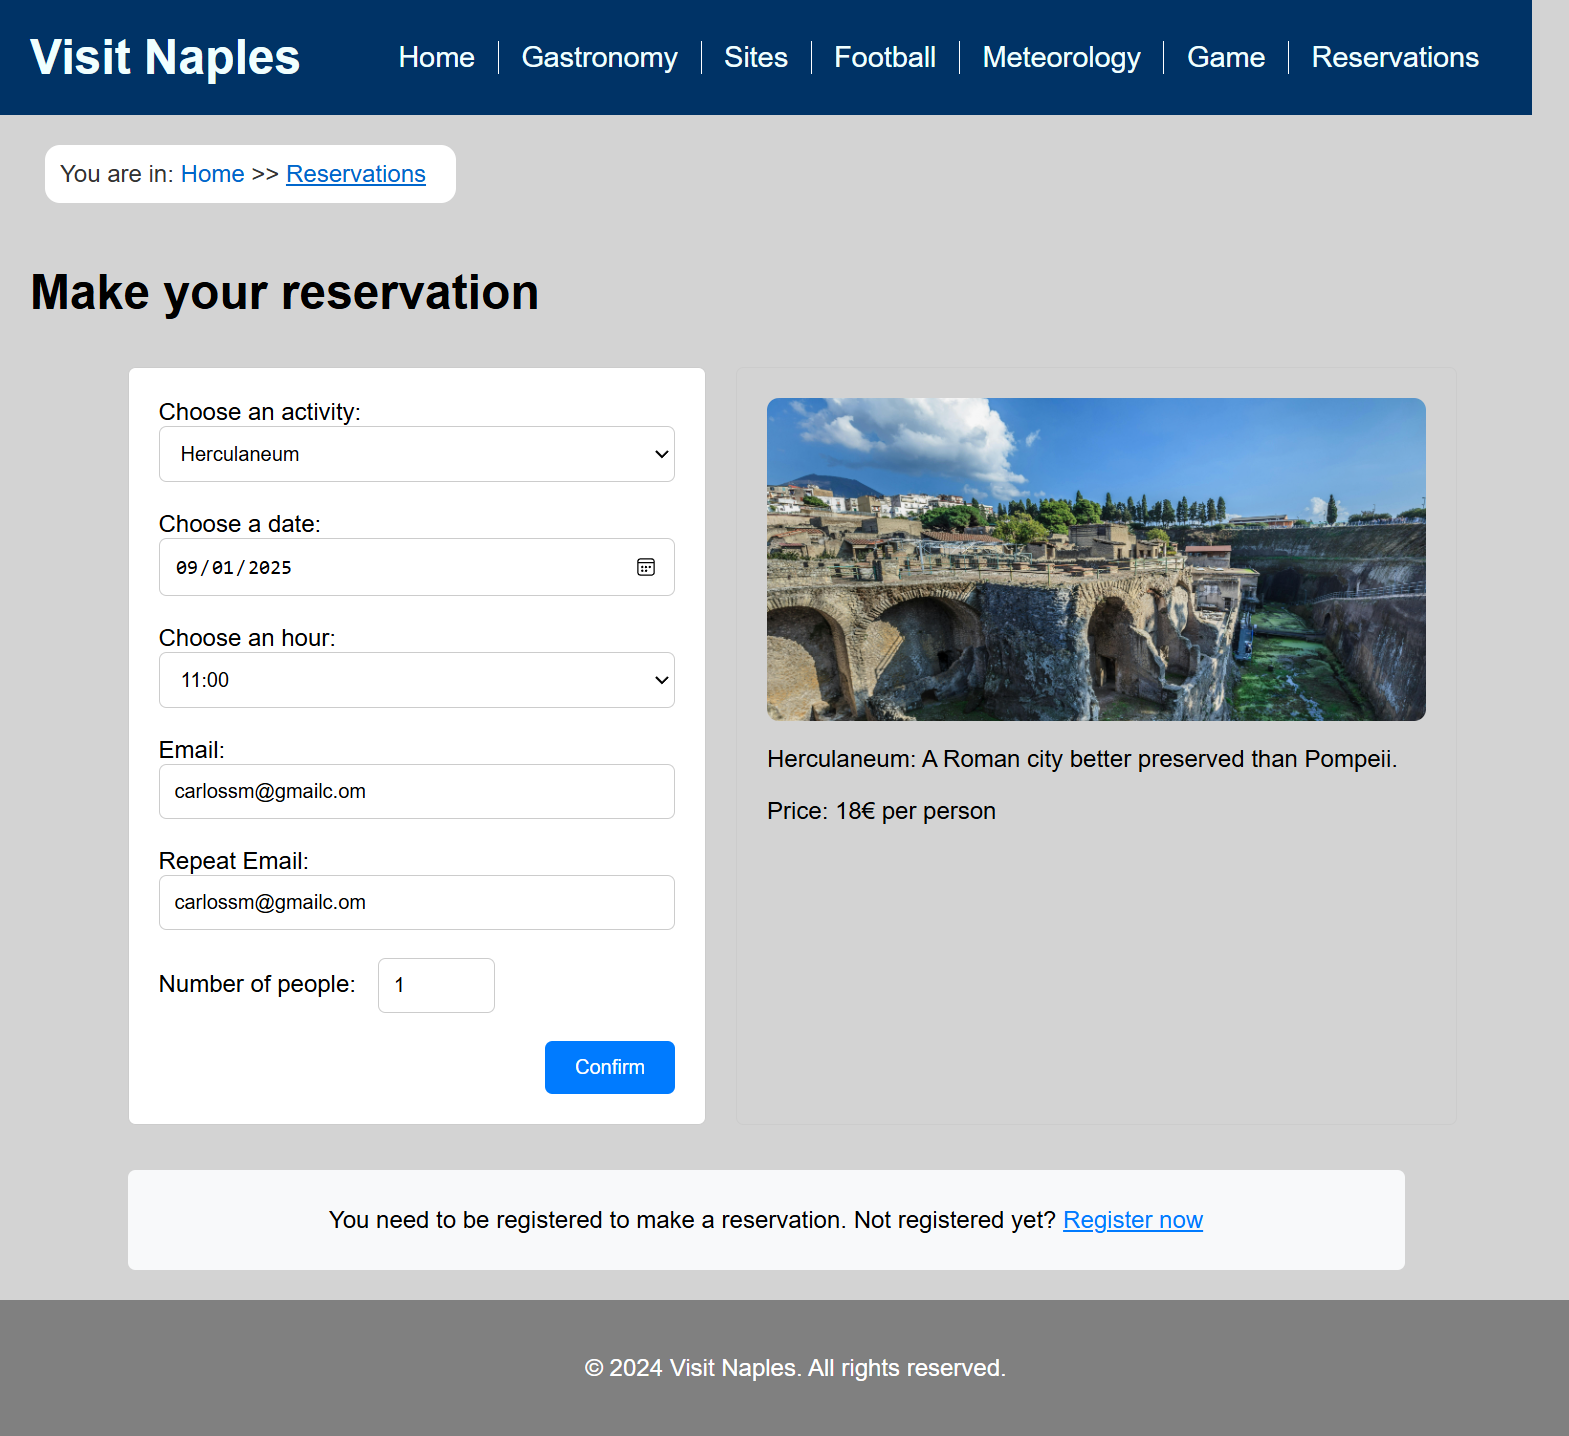 Visit Naples
Home
Gastronomy
Sites
Football
Meteorology
Game
Reservations
You are in: Home >> Reservations
Make your reservation
Choose an activity:
Herculaneum
Choose a date:
09/01/2025
Choose an hour:
11:00
Email:
carlossm@gmailc.om
Repeat Email:
carlossm@gmailc.om
Number of people: 1
Confirm
Herculaneum: A Roman city better preserved than Pompeii.
Price: 18€ per person
You need to be registered to make a reservation. Not registered yet? Register now
© 2024 Visit Naples. All rights reserved.